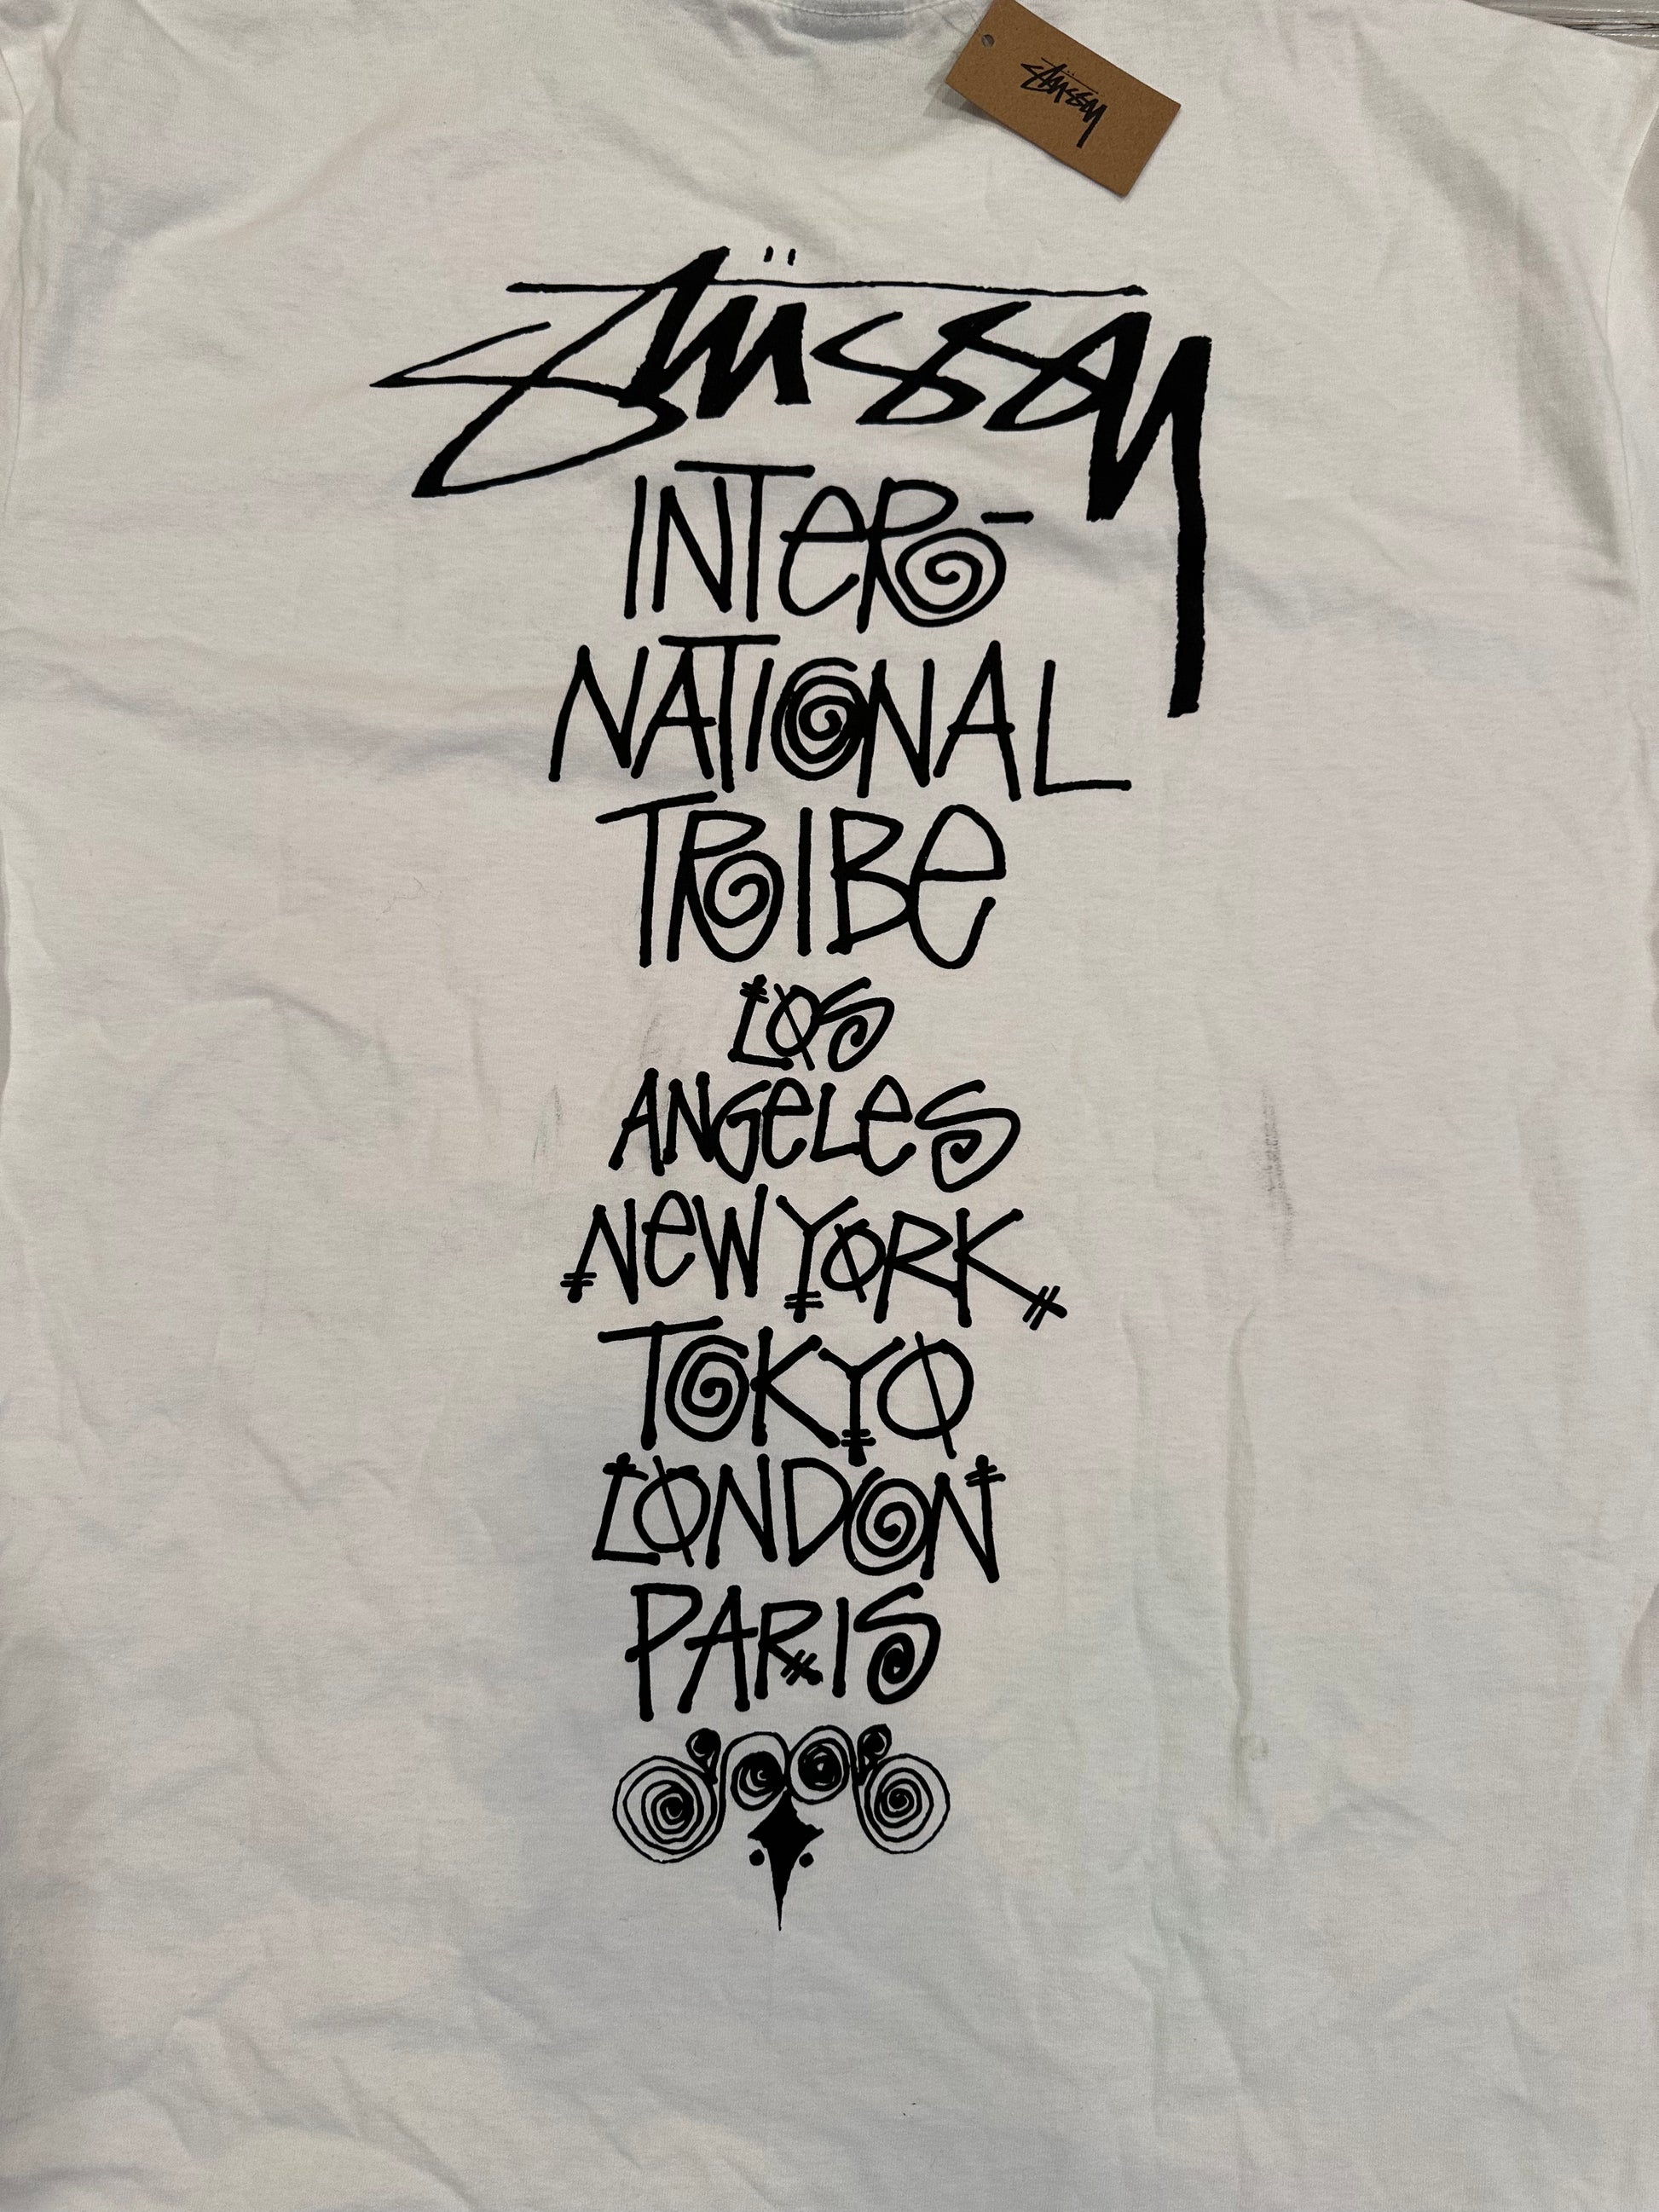 Stüssy
Stüssy
INTeR-
NATIONAL
TRIBe
LOS
ANGeLeS
NeW YORK
TOKYO
LONDON
PARIS